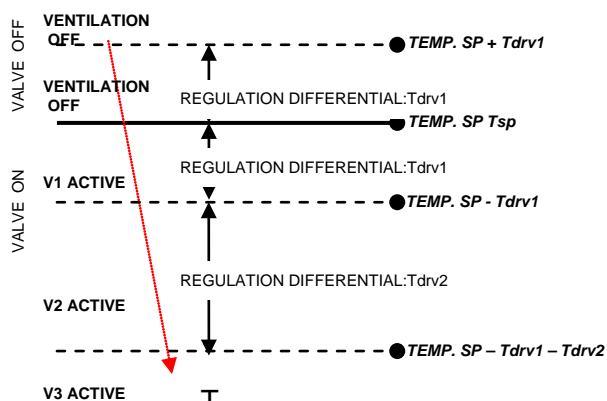 VENTILATION
OFF
TEMP. SP + Tdrv1
VALVE OFF
VENTILATION
OFF
REGULATION DIFFERENTIAL:Tdrv1
TEMP. SP Tsp
REGULATION DIFFERENTIAL:Tdrv1
V1 ACTIVE
TEMP. SP - Tdrv1
VALVE ON
REGULATION DIFFERENTIAL:Tdrv2
V2 ACTIVE
TEMP. SP – Tdrv1 – Tdrv2
V3 ACTIVE